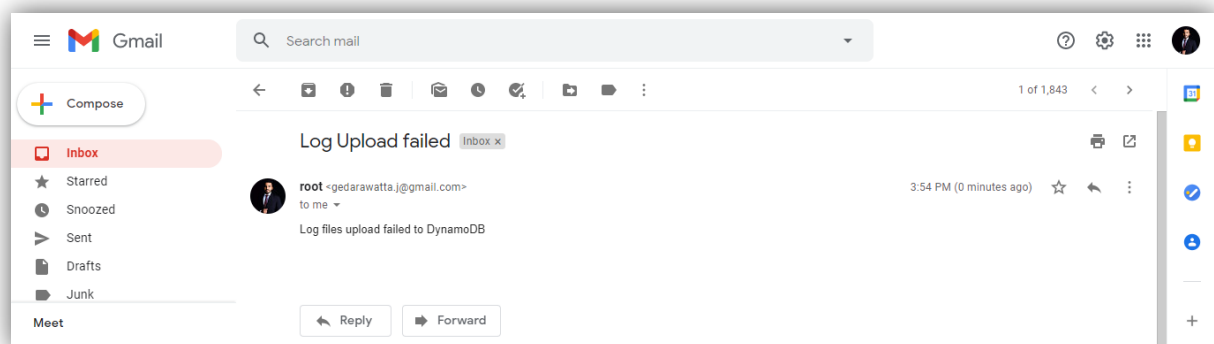 Gmail
Search mail
Compose
1 of 1,843
31
Inbox
Starred
Snoozed
Sent
Drafts
Junk
Meet
Log Upload failed Inbox x
root <gedarawatta.j@gmail.com> 3:54 PM (0 minutes ago)
to me
Log files upload failed to DynamoDB
Reply Forward